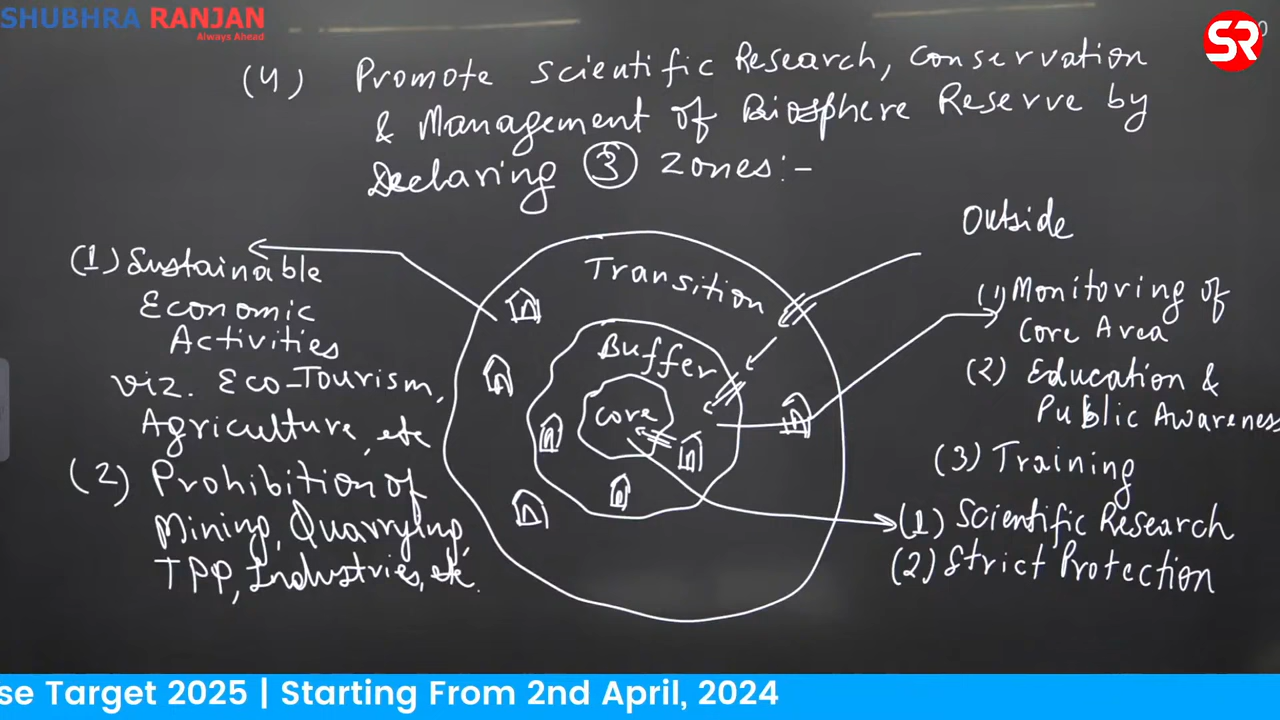 SHUBHRA RANJAN
Always Ahead
SR
(4) Promote scientific Research, conservation
& Management of Biosphere Reserve by
Declaring 3 Zones:-
Outside
Transition
Buffer
core
(1) Sustainable
Economic
Activities
viz. Eco-Tourism,
Agriculture, etc
(2) Prohibition of
Mining, Quarrying,
TPP, Industries, etc.
(1) Monitoring of
Core Area
(2) Education &
Public Awareness
(3) Training
(1) Scientific Research
(2) Strict Protection
se Target 2025 | Starting From 2nd April, 2024